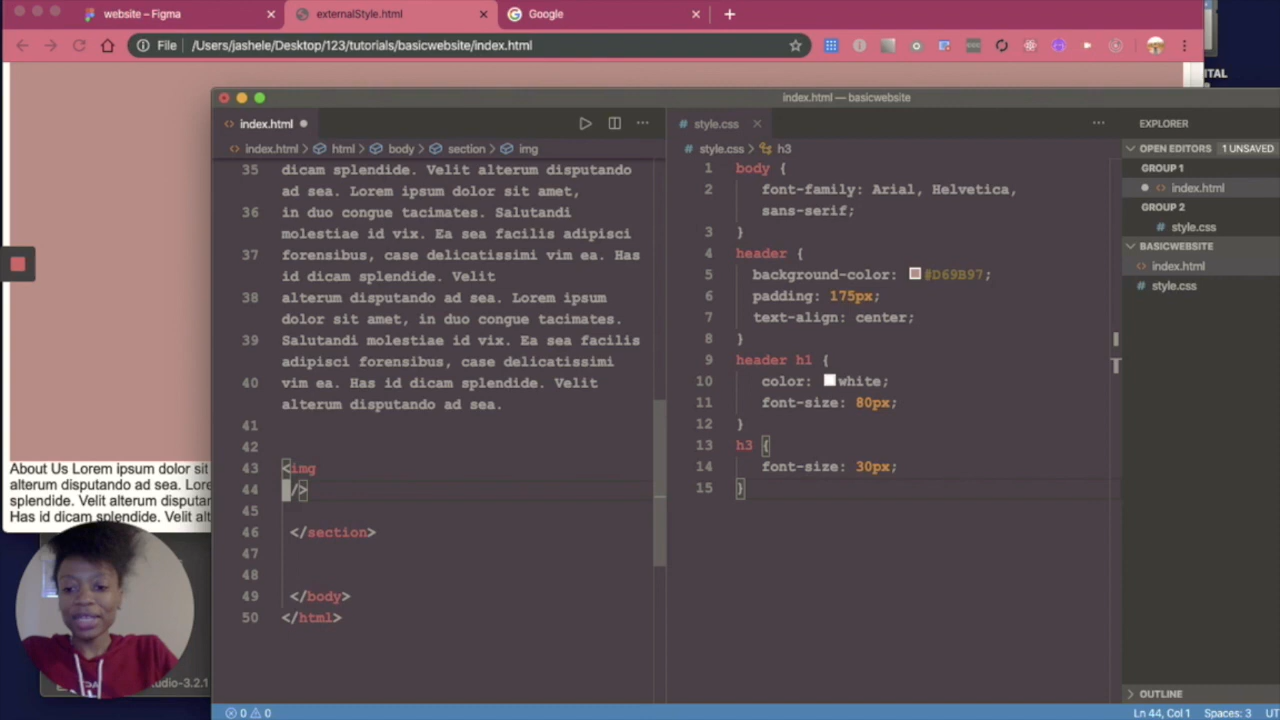 website – Figma
externalStyle.html
Google
File
/Users/jashele/Desktop/123/tutorials/basicwebsite/index.html
ITAL
index.html — basicwebsite
index.html
style.css
EXPLORER
index.html > html > body > section > img
style.css > h3
OPEN EDITORS 1 UNSAVED
GROUP 1
index.html
GROUP 2
style.css
BASICWEBSITE
index.html
style.css
35 dicam splendide. Velit alterum disputando
ad sea. Lorem ipsum dolor sit amet,
36 in duo congue tacimates. Salutandi
molestiae id vix. Ea sea facilis adipisci
37 forensibus, case delicatissimi vim ea. Has
id dicam splendide. Velit
38 alterum disputando ad sea. Lorem ipsum
dolor sit amet, in duo congue tacimates.
39 Salutandi molestiae id vix. Ea sea facilis
adipisci forensibus, case delicatissimi
40 vim ea. Has id dicam splendide. Velit
alterum disputando ad sea.
41
42
43 <img
44 />
45
46 </section>
47
48
49 </body>
50 </html>
1 body {
2 font-family: Arial, Helvetica,
sans-serif;
3 }
4 header {
5 background-color: #D69B97;
6 padding: 175px;
7 text-align: center;
8 }
9 header h1 {
10 color: white;
11 font-size: 80px;
12 }
13 h3 {
14 font-size: 30px;
15 }
About Us Lorem ipsum dolor sit
alterum disputando ad sea. Lore
splendide. Velit alterum disputan
Has id dicam splendide. Velit alt
udio-3.2.1
OUTLINE
0 0
Ln 44, Col 1 Spaces: 3 UT